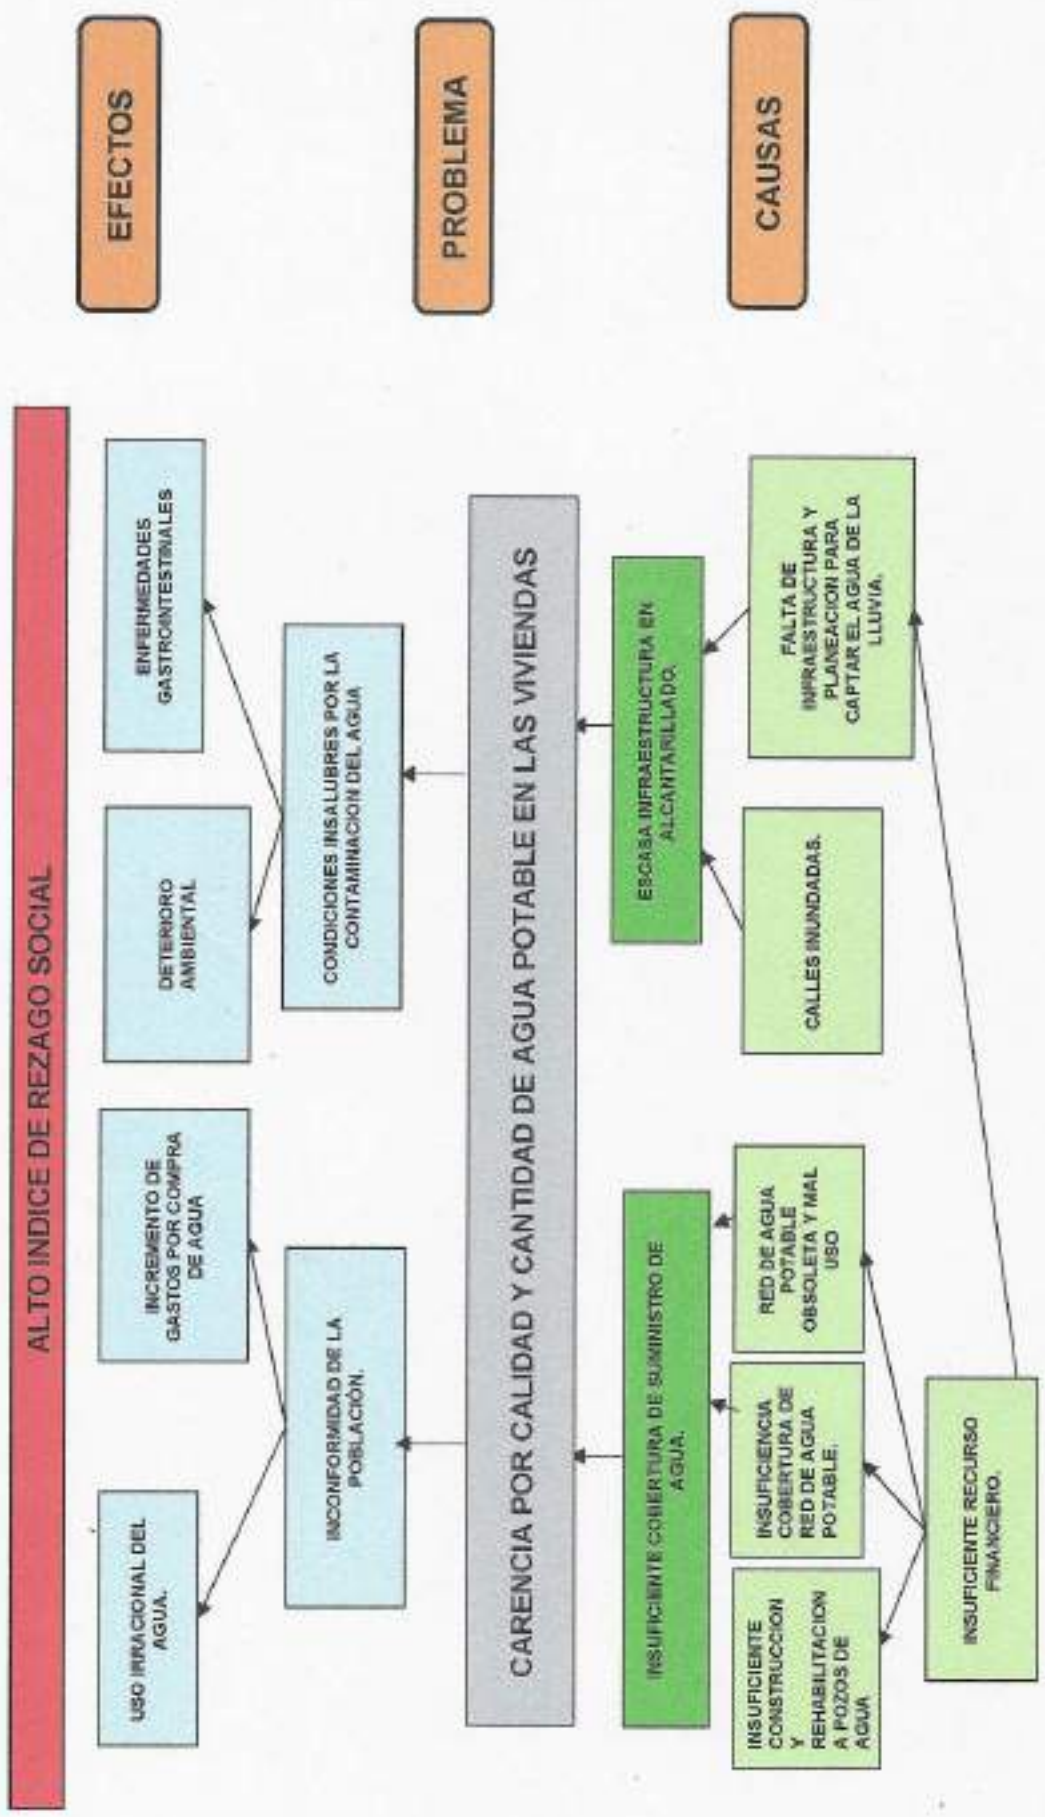 ALTO INDICE DE REZAGO SOCIAL
EFECTOS
USO IRRACIONAL DEL
AGUA.
INCREMENTO DE
GASTOS POR COMPRA
DE AGUA
DETERIORO
AMBIENTAL
ENFERMEDADES
GASTROINTESTINALES
INCONFORMIDAD DE LA
POBLACIÓN.
CONDICIONES INSALUBRES POR LA
CONTAMINACION DEL AGUA
PROBLEMA
CARENCIA POR CALIDAD Y CANTIDAD DE AGUA POTABLE EN LAS VIVIENDAS
INSUFICIENTE COBERTURA DE SUMINISTRO DE
AGUA.
ESCASA INFRAESTRUCTURA EN
ALCANTARILLADO.
CAUSAS
INSUFICIENTE
CONSTRUCCION
Y
REHABILITACION
A POZOS DE
AGUA
INSUFICIENCIA
COBERTURA DE
RED DE AGUA
POTABLE.
RED DE AGUA
POTABLE
OBSOLETA Y MAL
USO
CALLES INUNDADAS.
FALTA DE
INFRAESTRUCTURA Y
PLANEACION PARA
CAPTAR EL AGUA DE LA
LLUVIA.
INSUFICIENTE RECURSO
FINANCIERO.